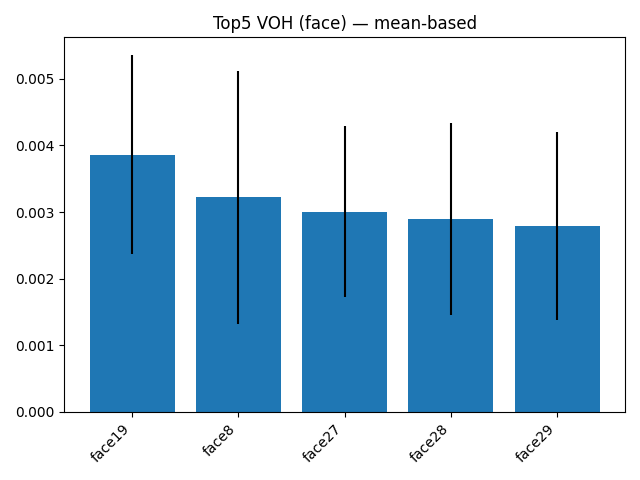 Top5 VOH (face) — mean-based
0.005
0.004
0.003
0.002
0.001
0.000
face19
face8
face27
face28
face29